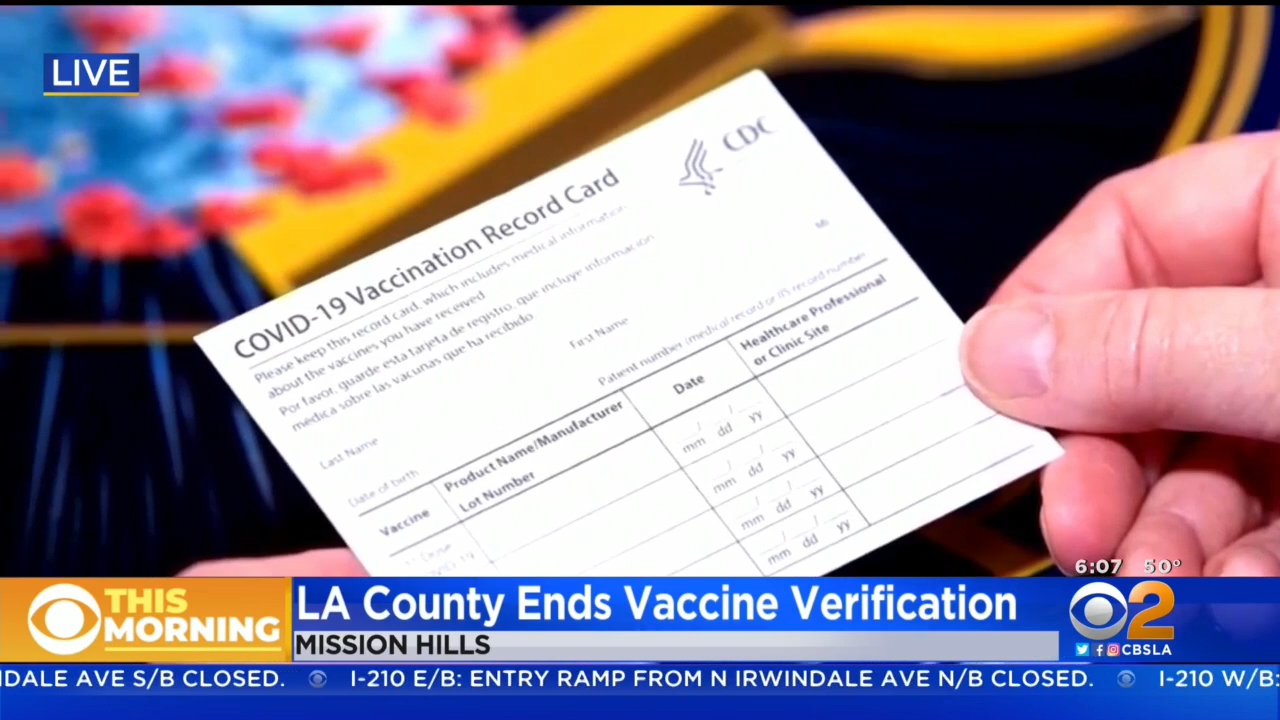 LIVE
CDC
COVID-19 Vaccination Record Card
Please keep this record card, which includes medical information
about the vaccines you have received.
Por favor, guarde esta tarjeta de registro, que incluye información
médica sobre las vacunas que ha recibido.
Last Name
First Name
MI
Date of birth
Patient number (medical record or IIS record number
Vaccine
Product Name/Manufacturer
Lot Number
Date
Healthcare Professional
or Clinic Site
mm dd yy
mm dd yy
mm dd yy
mm dd yy
6:07 50°
THIS
MORNING
LA County Ends Vaccine Verification
MISSION HILLS
2
CBSLA
NDALE AVE S/B CLOSED. I-210 E/B: ENTRY RAMP FROM N IRWINDALE AVE N/B CLOSED. I-210 W/B: